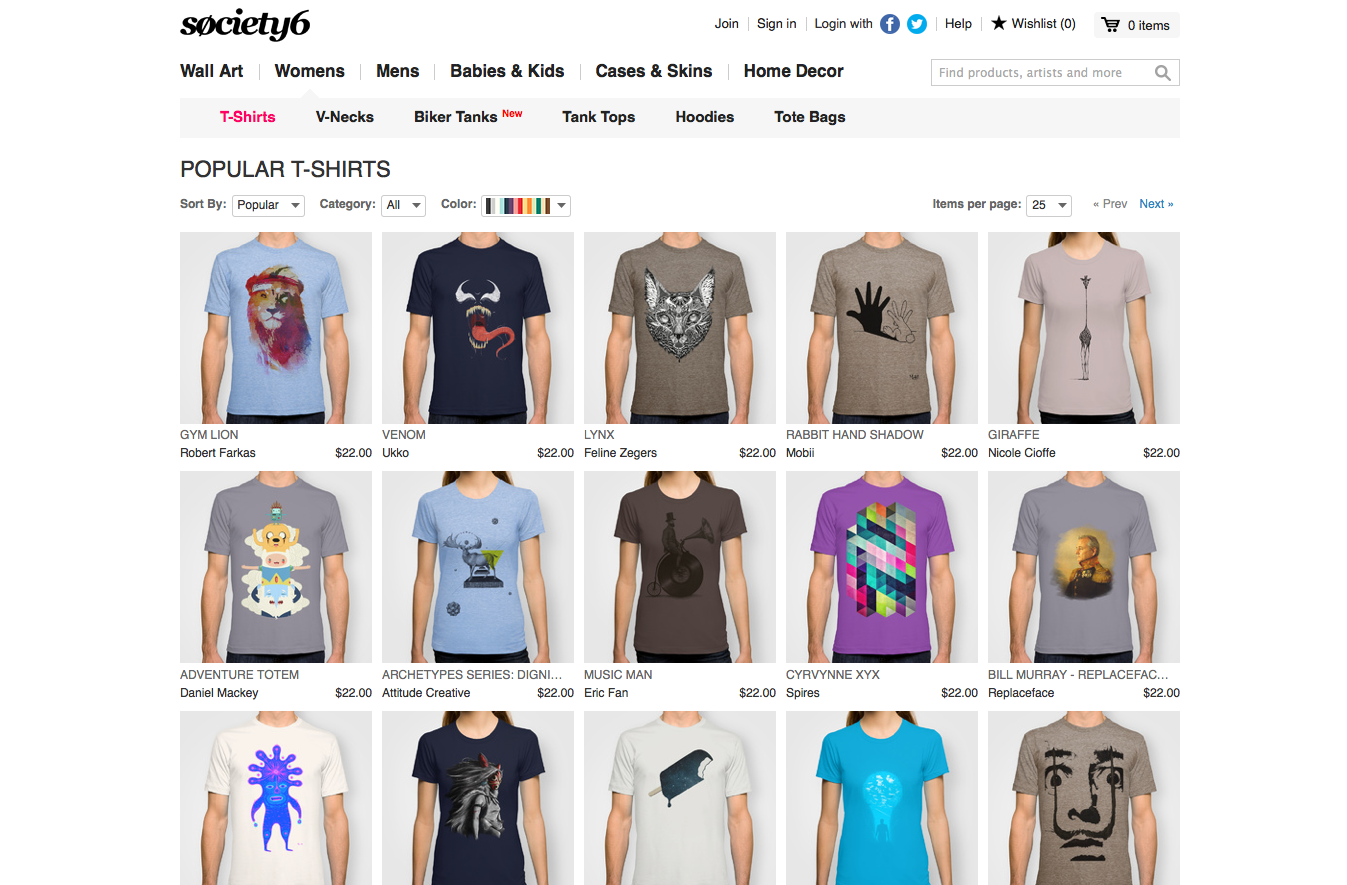 søciety6
Join Sign in Login with Help Wishlist (0) 0 items
Wall Art Womens Mens Babies & Kids Cases & Skins Home Decor Find products, artists and more
T-Shirts V-Necks Biker Tanks New Tank Tops Hoodies Tote Bags
POPULAR T-SHIRTS
Sort By: Popular Category: All Color: Items per page: 25 « Prev Next »
GYM LION VENOM LYNX RABBIT HAND SHADOW GIRAFFE
Robert Farkas $22.00 Ukko $22.00 Feline Zegers $22.00 Mobii $22.00 Nicole Cioffe $22.00
ADVENTURE TOTEM ARCHETYPES SERIES: DIGNI... MUSIC MAN CYRVYNNE XYX BILL MURRAY - REPLACEFAC...
Daniel Mackey $22.00 Attitude Creative $22.00 Eric Fan $22.00 Spires $22.00 Replaceface $22.00